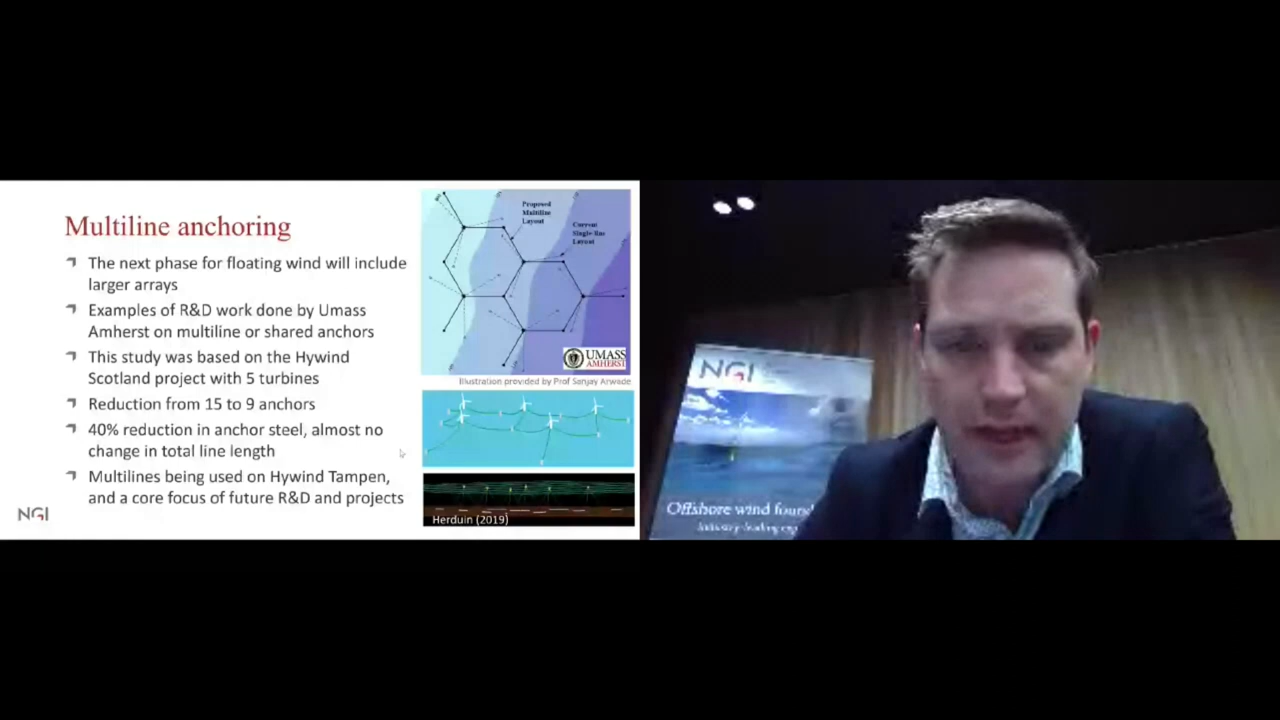 Multiline anchoring
The next phase for floating wind will include
larger arrays
Examples of R&D work done by Umass
Amherst on multiline or shared anchors
This study was based on the Hywind
Scotland project with 5 turbines
Reduction from 15 to 9 anchors
40% reduction in anchor steel, almost no
change in total line length
Multilines being used on Hywind Tampen,
and a core focus of future R&D and projects
NGI
Proposed
Multiline
Layout
Current
Single-line
Layout
UMASS
AMHERST
Illustration provided by Prof Sanjay Arwade
Herduin (2019)
NGI
Offshore wind found